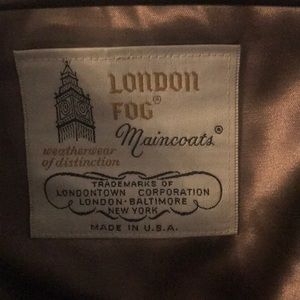 LONDON
FOG®
Maincoats®
weatherwear
of distinction
TRADEMARKS OF
LONDONTOWN CORPORATION
LONDON-BALTIMORE
NEW YORK
MADE IN U.S.A.